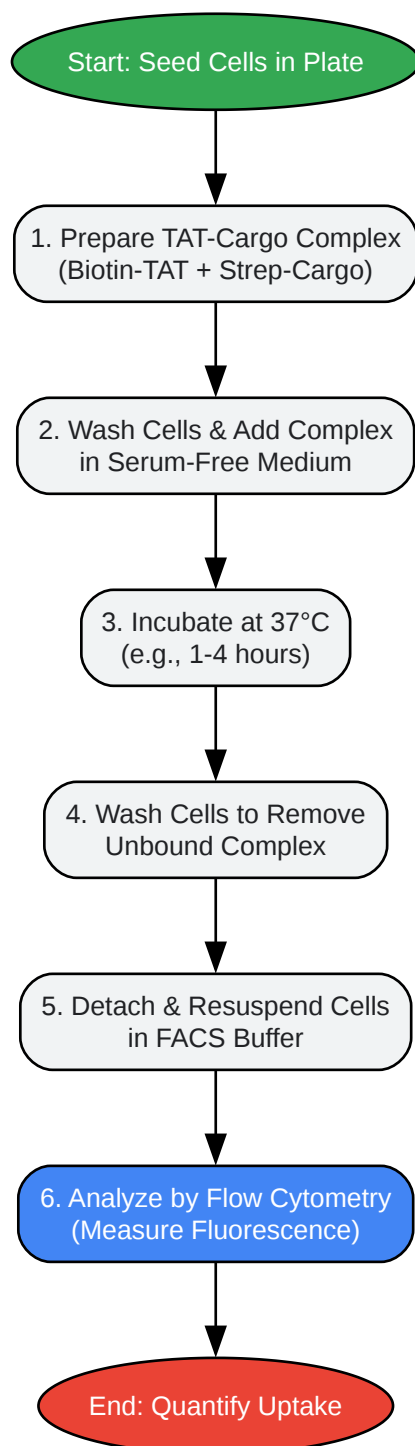 Start: Seed Cells in Plate
1. Prepare TAT-Cargo Complex
(Biotin-TAT + Strep-Cargo)
2. Wash Cells & Add Complex
in Serum-Free Medium
3. Incubate at 37°C
(e.g., 1-4 hours)
4. Wash Cells to Remove
Unbound Complex
5. Detach & Resuspend Cells
in FACS Buffer
6. Analyze by Flow Cytometry
(Measure Fluorescence)
End: Quantify Uptake